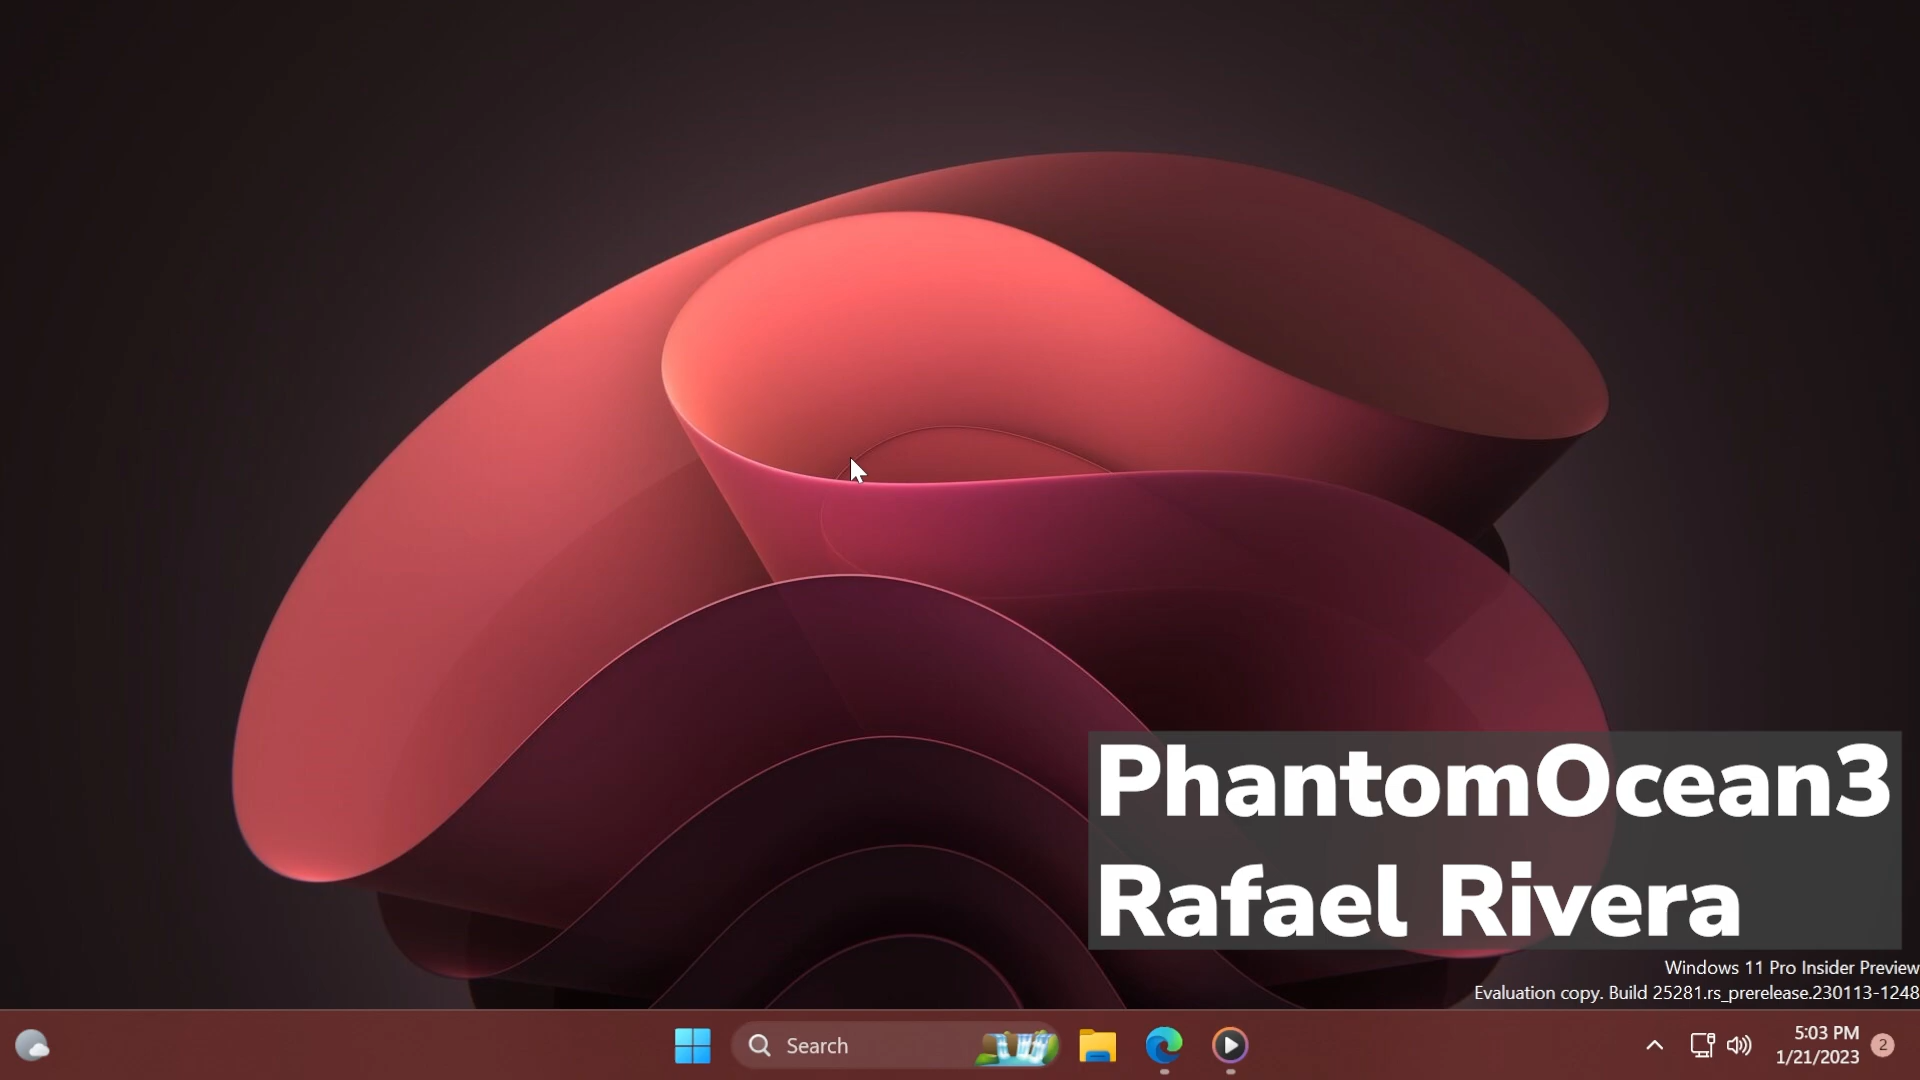 PhantomOcean3
Rafael Rivera
Windows 11 Pro Insider Preview
Evaluation copy. Build 25281.rs_prerelease.230113-1248
Search
5:03 PM
1/21/2023
2